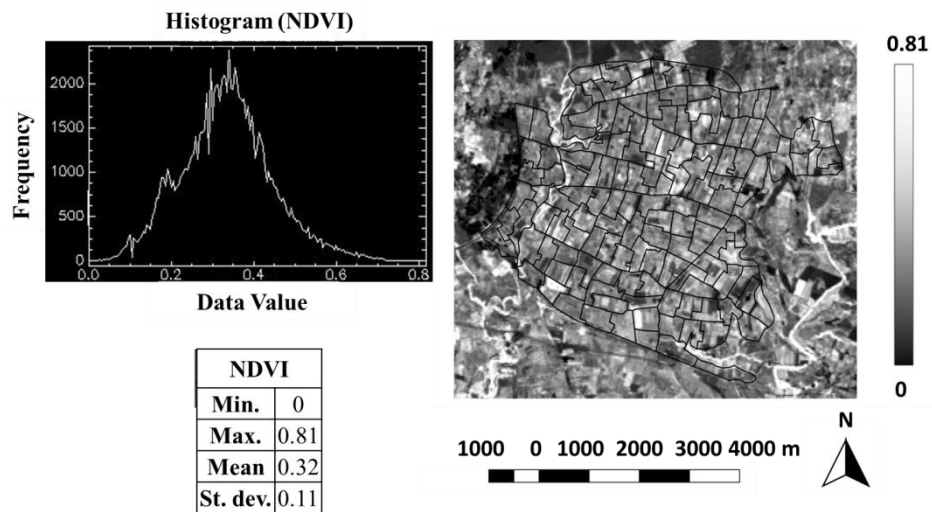 Histogram (NDVI)
2000
1500
1000
500
0
0.0 0.2 0.4 0.6 0.8
Frequency
Data Value
NDVI
Min. 0
Max. 0.81
Mean 0.32
St. dev. 0.11
0.81
0
1000 0 1000 2000 3000 4000 m
N